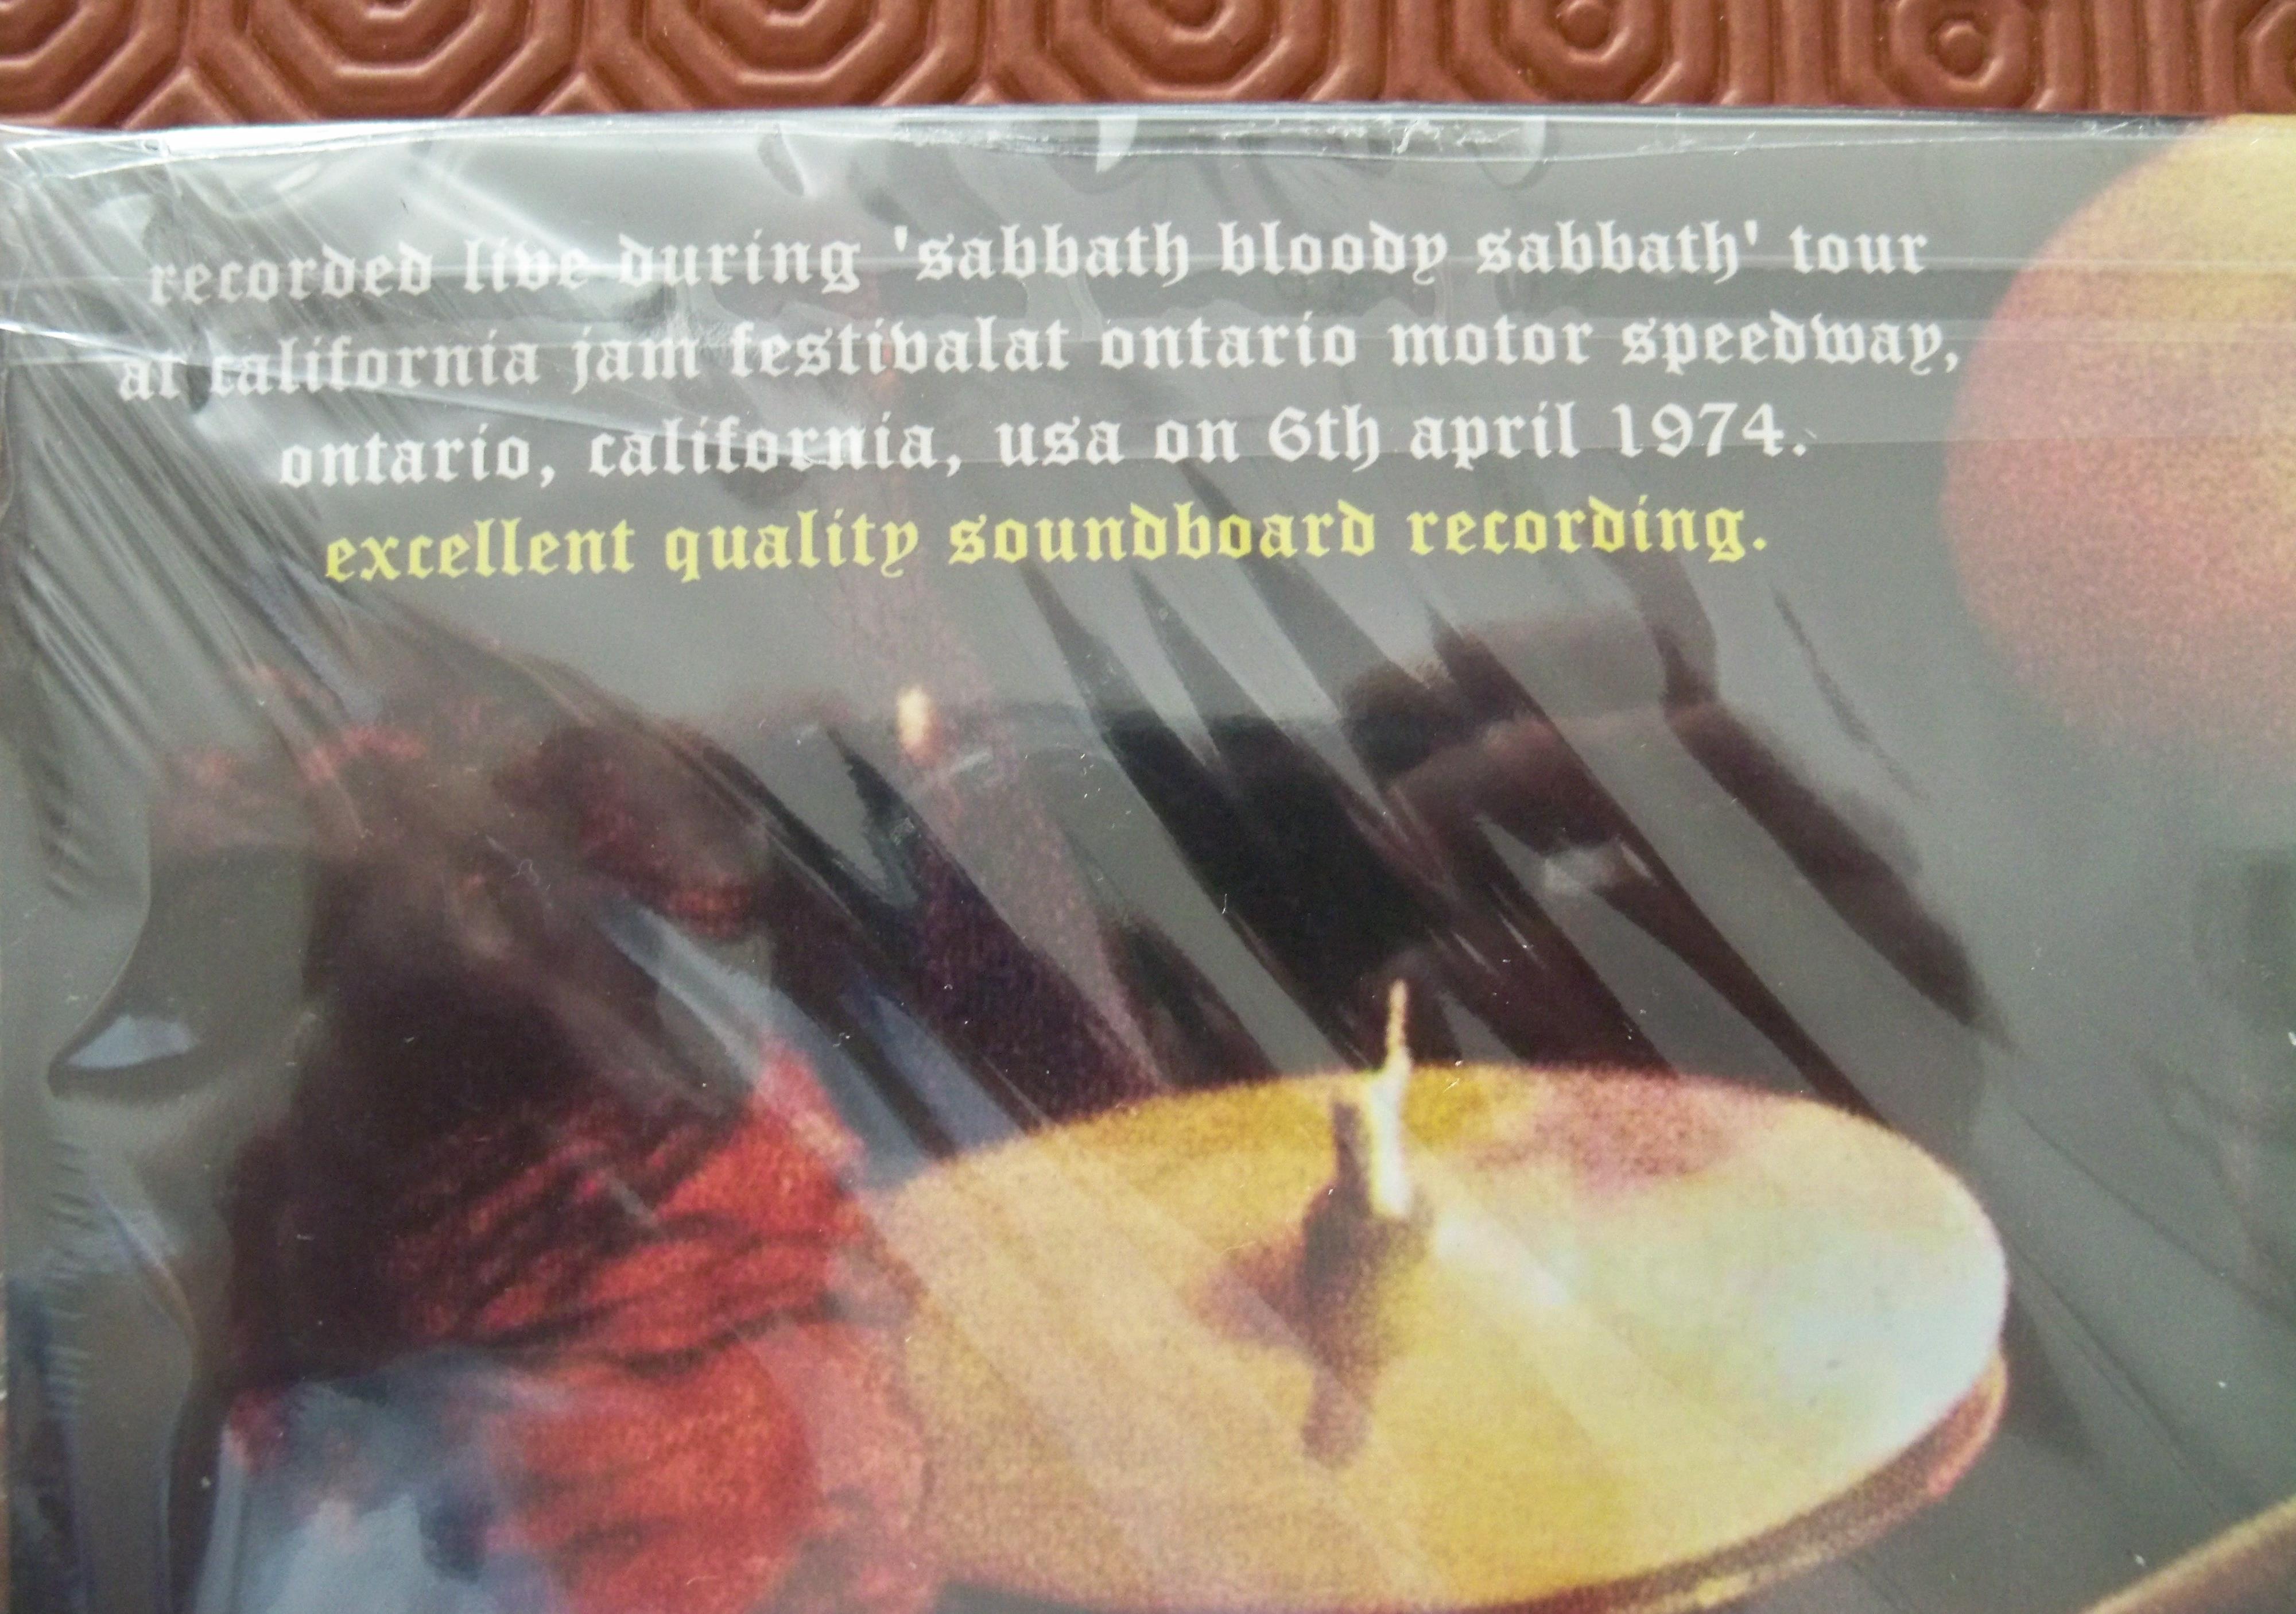 recorded live during 'sabbath bloody sabbath' tour
at california jam festivalat ontario motor speedway,
ontario, california, usa on 6th april 1974.
excellent quality soundboard recording.